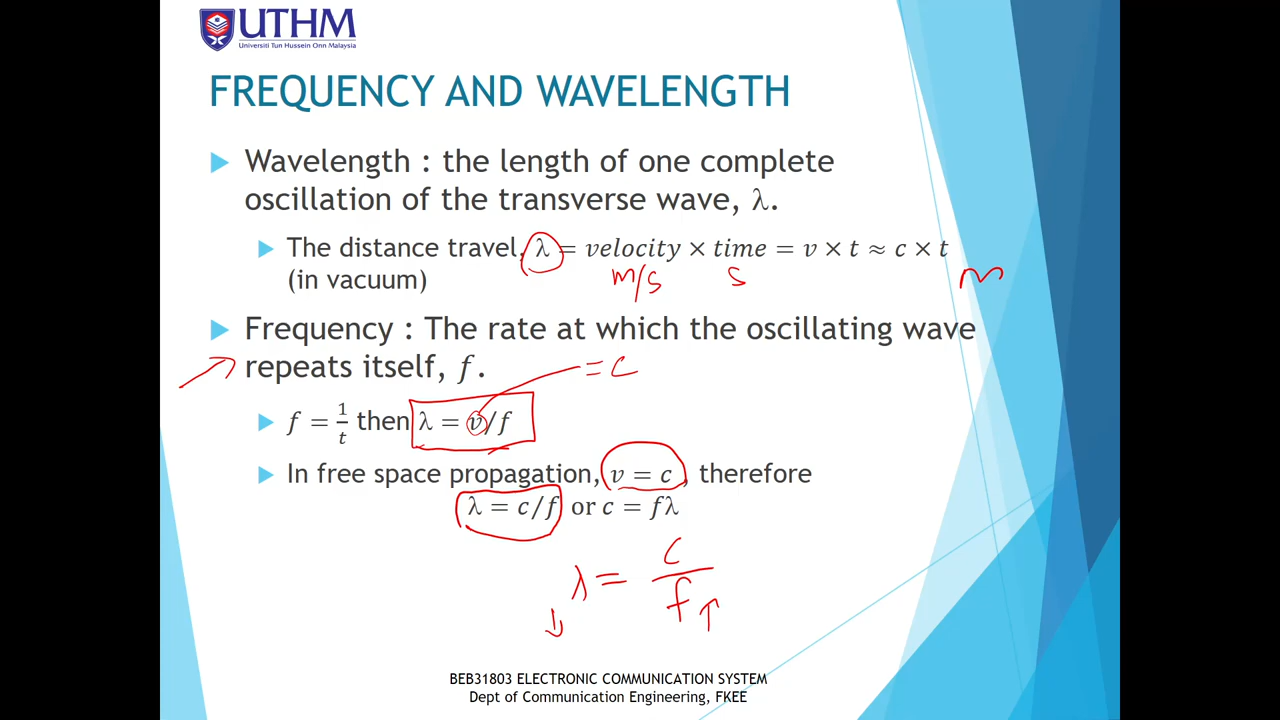 UTHM
Universiti Tun Hussein Onn Malaysia
FREQUENCY AND WAVELENGTH
Wavelength : the length of one complete
oscillation of the transverse wave, λ.
The distance travel, λ = velocity × time = v × t ≈ c × t
(in vacuum)
m/s s m
Frequency : The rate at which the oscillating wave
repeats itself, f.
= c
f = 1/t then λ = v/f
In free space propagation, v = c, therefore
λ = c/f or c = fλ
λ = c/f
BEB31803 ELECTRONIC COMMUNICATION SYSTEM
Dept of Communication Engineering, FKEE